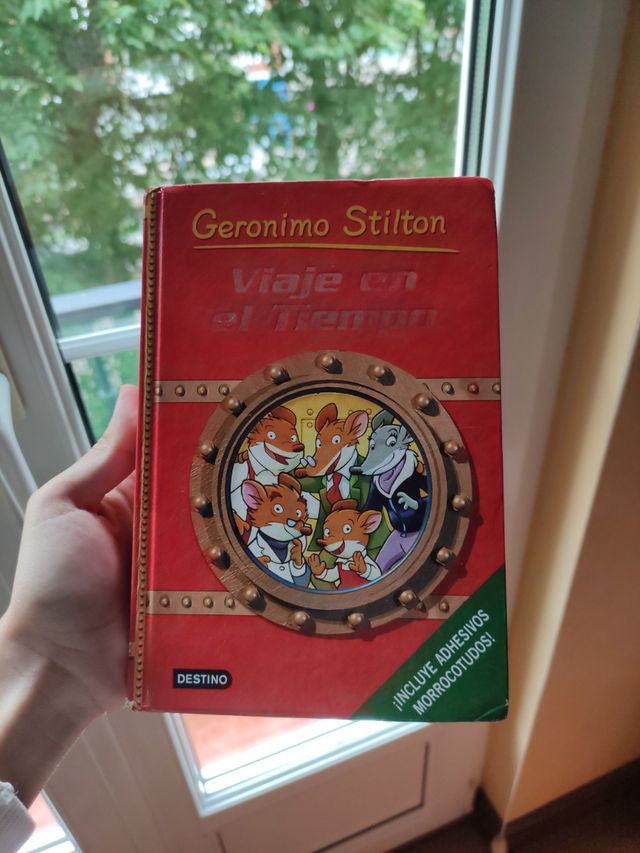 Geronimo Stilton
Viaje en
el Tiempo
¡INCLUYE ADHESIVOS
MORROCOTUDOS!
DESTINO